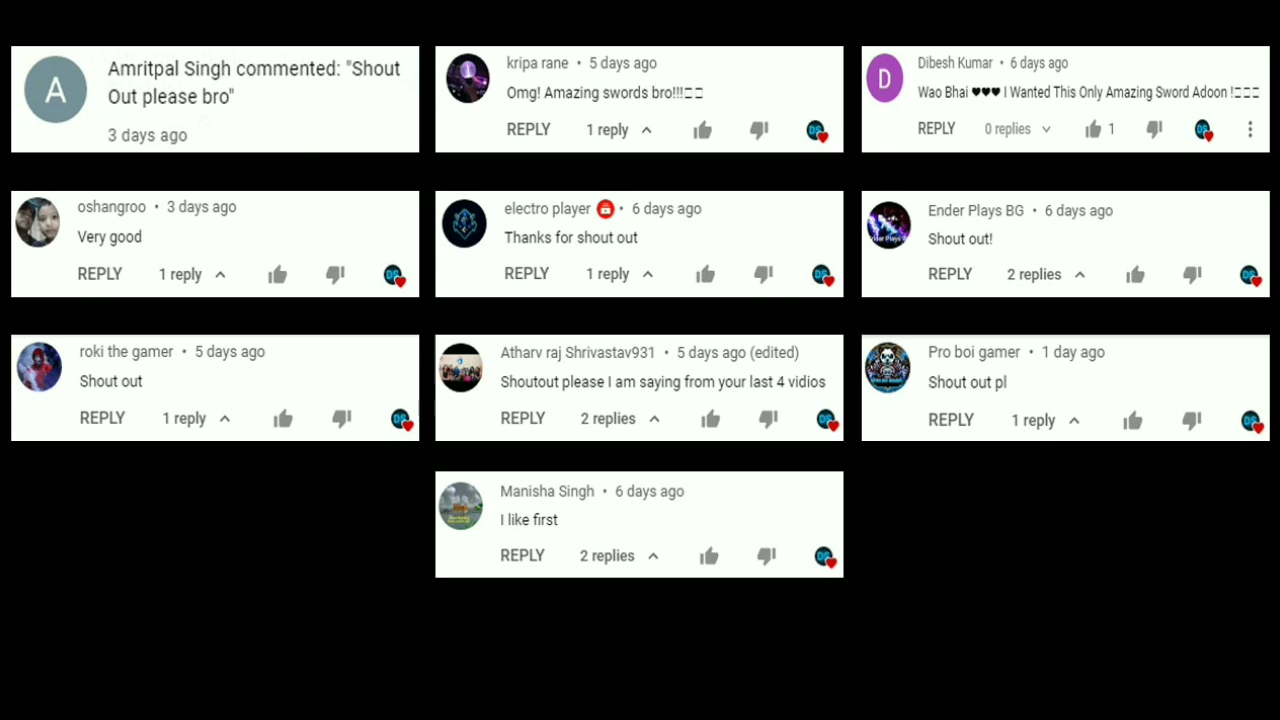 A
Amritpal Singh commented: "Shout
Out please bro"
3 days ago
kripa rane • 5 days ago
Omg! Amazing swords bro!!!
REPLY 1 reply
D
Dibesh Kumar • 6 days ago
Wao Bhai ♥♥♥ I Wanted This Only Amazing Sword Adoon !
REPLY 0 replies 1
oshangroo • 3 days ago
Very good
REPLY 1 reply
electro player • 6 days ago
Thanks for shout out
REPLY 1 reply
Ender Plays BG • 6 days ago
Shout out!
REPLY 2 replies
roki the gamer • 5 days ago
Shout out
REPLY 1 reply
Atharv raj Shrivastav931 • 5 days ago (edited)
Shoutout please I am saying from your last 4 vidios
REPLY 2 replies
Pro boi gamer • 1 day ago
Shout out pl
REPLY 1 reply
Manisha Singh • 6 days ago
I like first
REPLY 2 replies